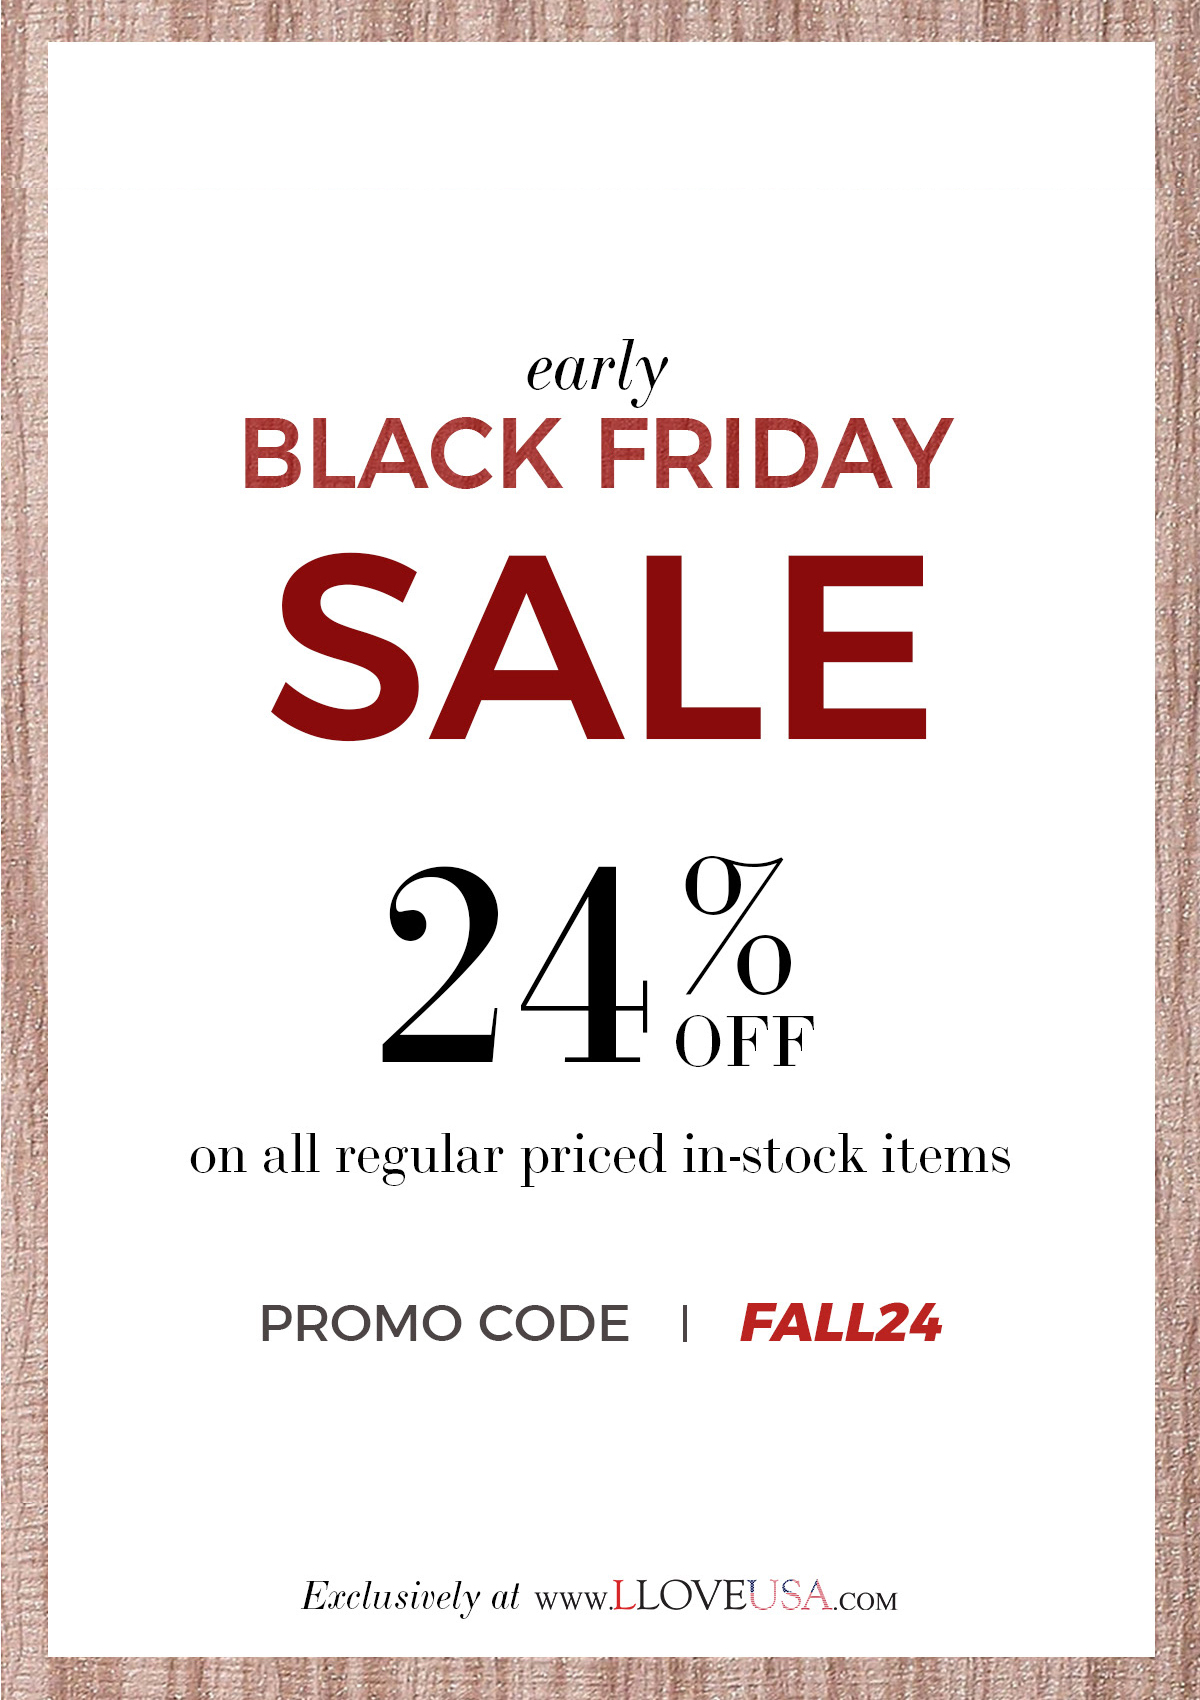 early
BLACK FRIDAY
SALE
24% OFF
on all regular priced in-stock items
PROMO CODE | FALL24
Exclusively at www.LLOVEUSA.COM